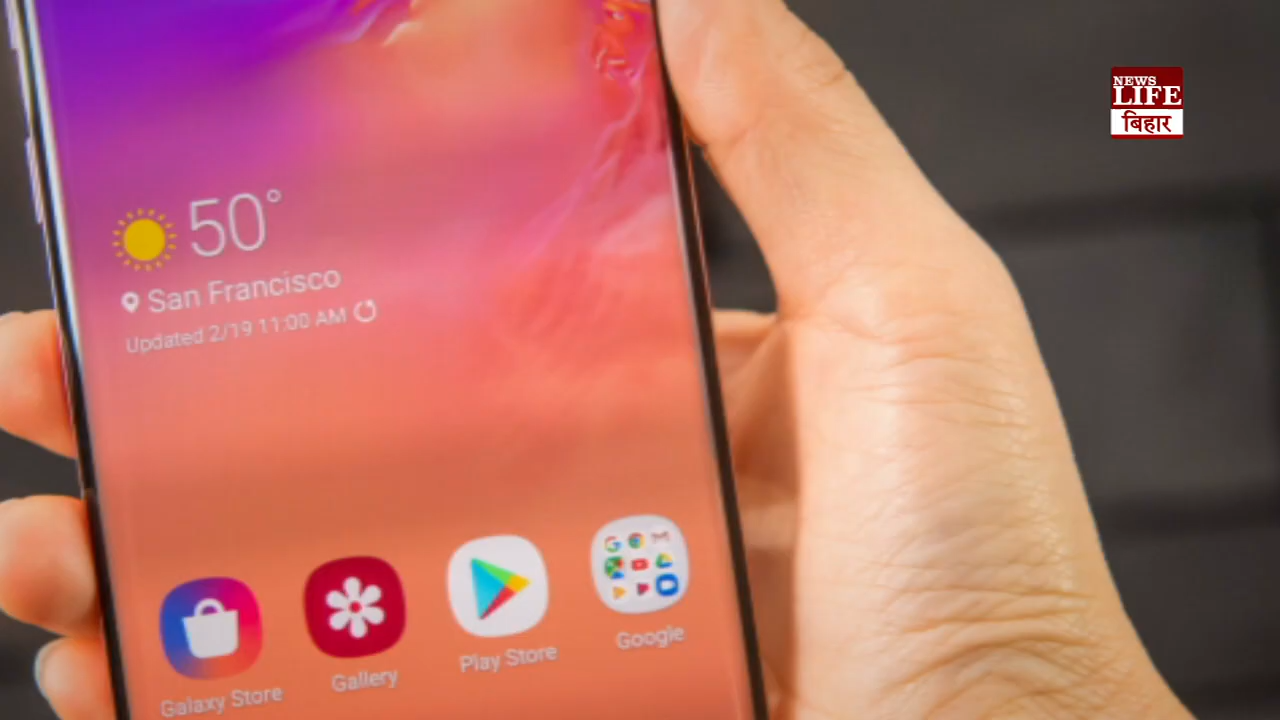 NEWS
LIFE
बिहार
50°
San Francisco
Updated 2/19 11:00 AM
Galaxy Store
Gallery
Play Store
Google